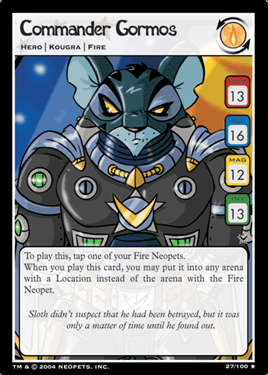 Commander Gormos
Hero | Kougra | Fire
13
16
MAG
12
13
To play this, tap one of your Fire Neopets.
When you play this card, you may put it into any arena
with a Location instead of the arena with the Fire
Neopet.
Sloth didn't suspect that he had been betrayed, but it was
only a matter of time until he found out.
TM & © 2004 NEOPETS, INC.
27/100 ★